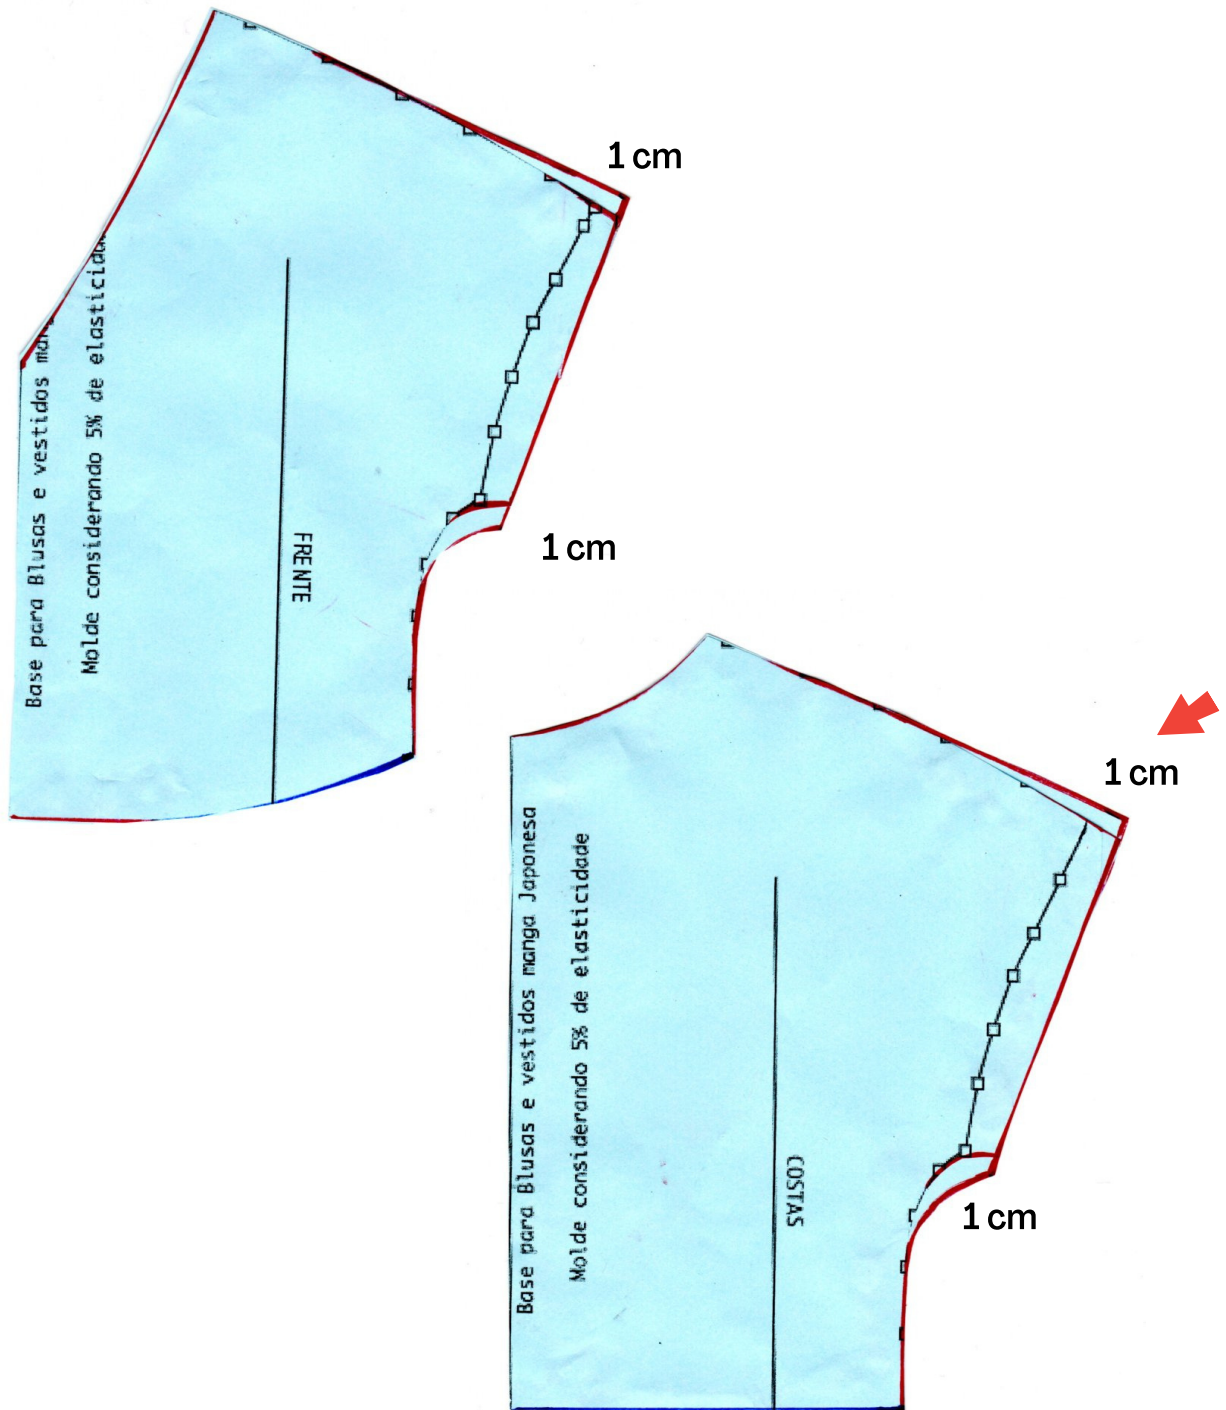 1 cm
Base para Blusas e vestidos
Molde considerando 5% de
FRENTE
1 cm
1 cm
Base para Blusas e vestidos manga Japonesa
Molde considerando 5% de elasticidade
COSTAS
1 cm